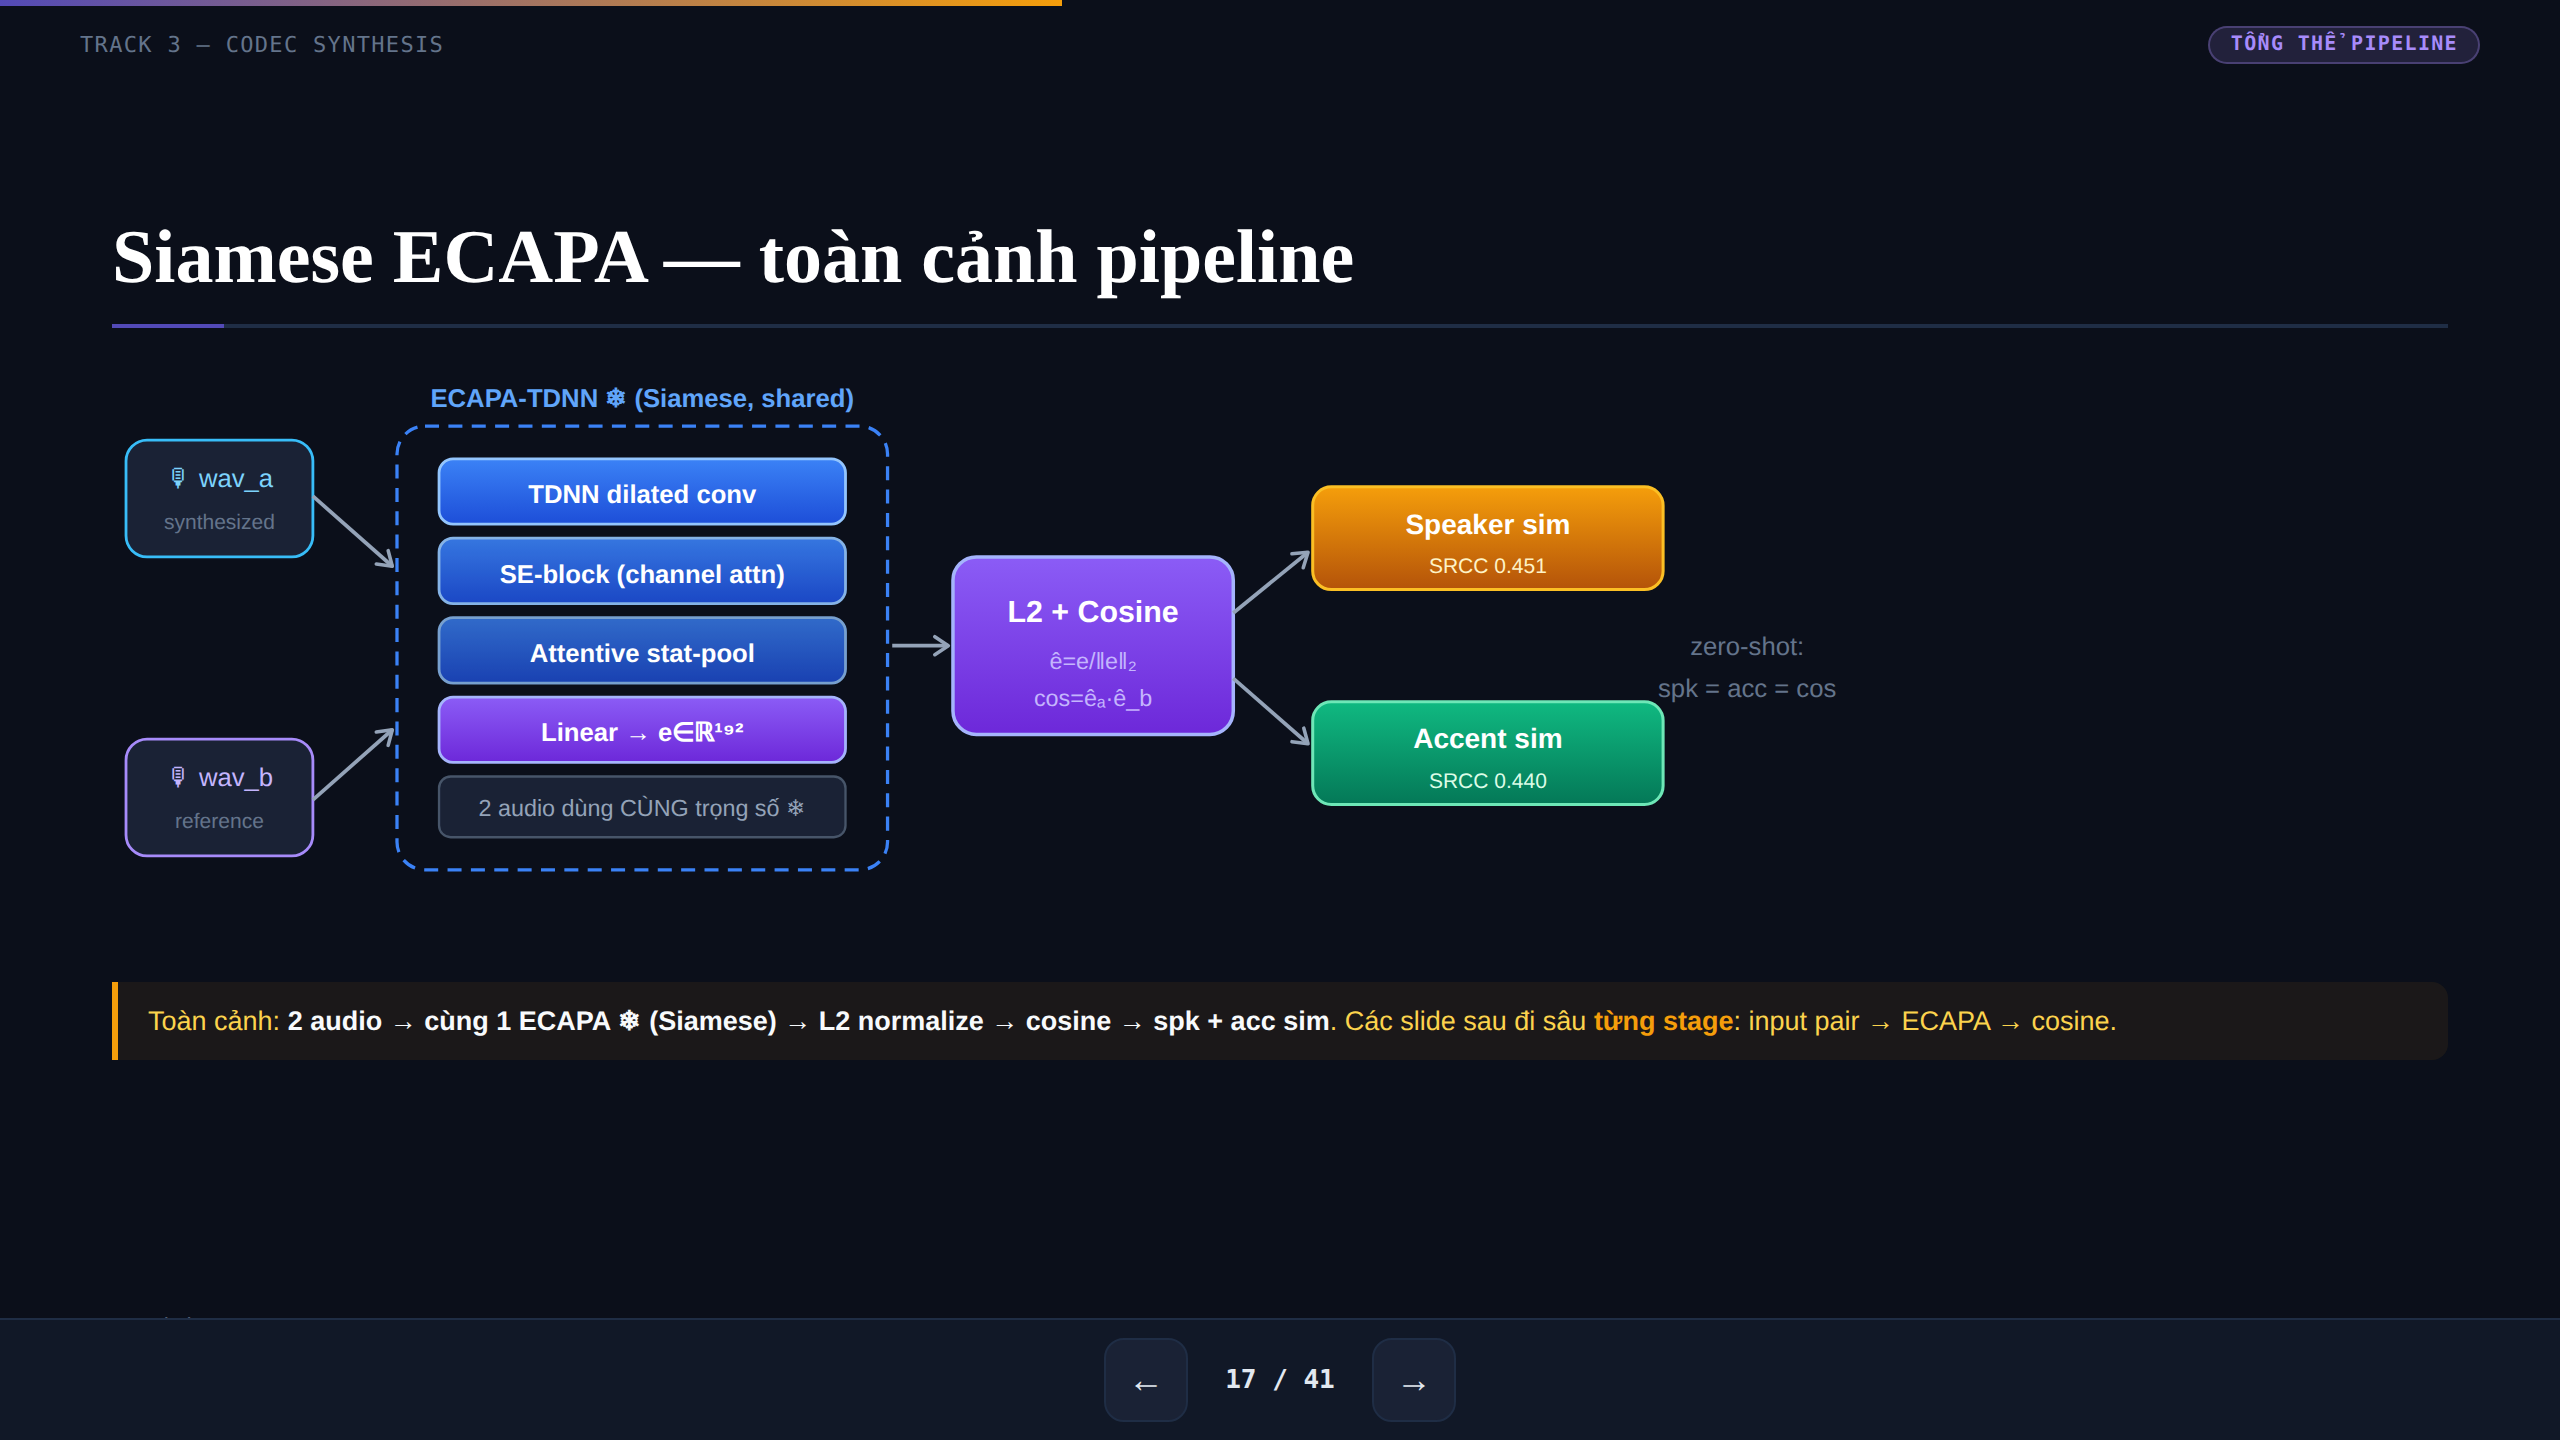 TRACK 3 — CODEC SYNTHESIS
TỔNG THỂ PIPELINE
Siamese ECAPA — toàn cảnh pipeline
ECAPA-TDNN ❄ (Siamese, shared)
🎙 wav_a
synthesized
🎙 wav_b
reference
TDNN dilated conv
SE-block (channel attn)
Attentive stat-pool
Linear → e∈ℝ¹⁹²
2 audio dùng CÙNG trọng số ❄
L2 + Cosine
ê=e/‖e‖₂
cos=êₐ·ê_b
Speaker sim
SRCC 0.451
zero-shot:
spk = acc = cos
Accent sim
SRCC 0.440
Toàn cảnh: 2 audio → cùng 1 ECAPA ❄ (Siamese) → L2 normalize → cosine → spk + acc sim. Các slide sau đi sâu từng stage: input pair → ECAPA → cosine.
← 17 / 41 →